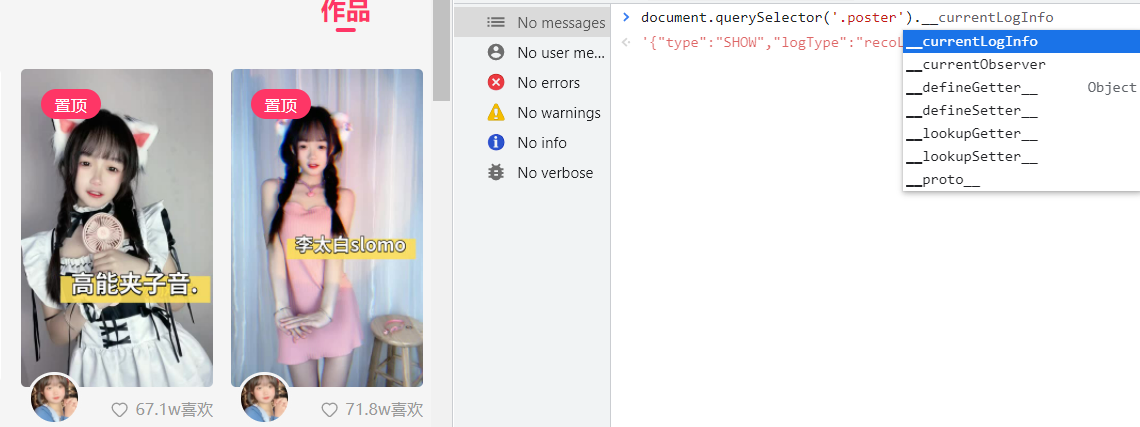 作品
置顶
置顶
高能夹子音.
李太白slomo
67.1w喜欢
71.8w喜欢
No messages
No user me...
No errors
No warnings
No info
No verbose
document.querySelector('.poster').__currentLogInfo
'{"type":"SHOW","logType":"recoL
__currentLogInfo
__currentObserver
__defineGetter__ Object
__defineSetter__
__lookupGetter__
__lookupSetter__
__proto__